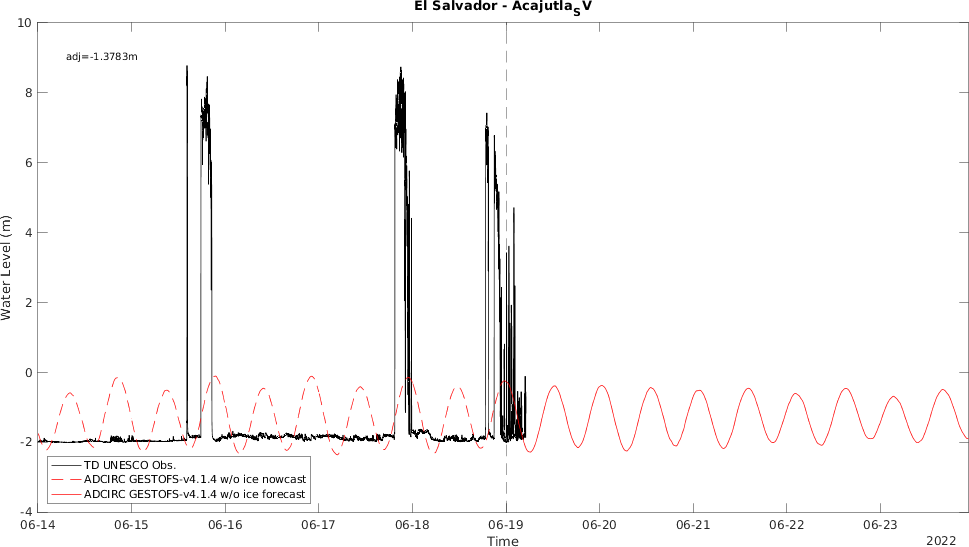 El Salvador - AcajutlaSV
adj=-1.3783m
10
8
6
4
2
0
-2
-4
Water Level (m)
TD UNESCO Obs.
ADCIRC GESTOFS-v4.1.4 w/o ice nowcast
ADCIRC GESTOFS-v4.1.4 w/o ice forecast
06-14 06-15 06-16 06-17 06-18 06-19 06-20 06-21 06-22 06-23
Time
2022